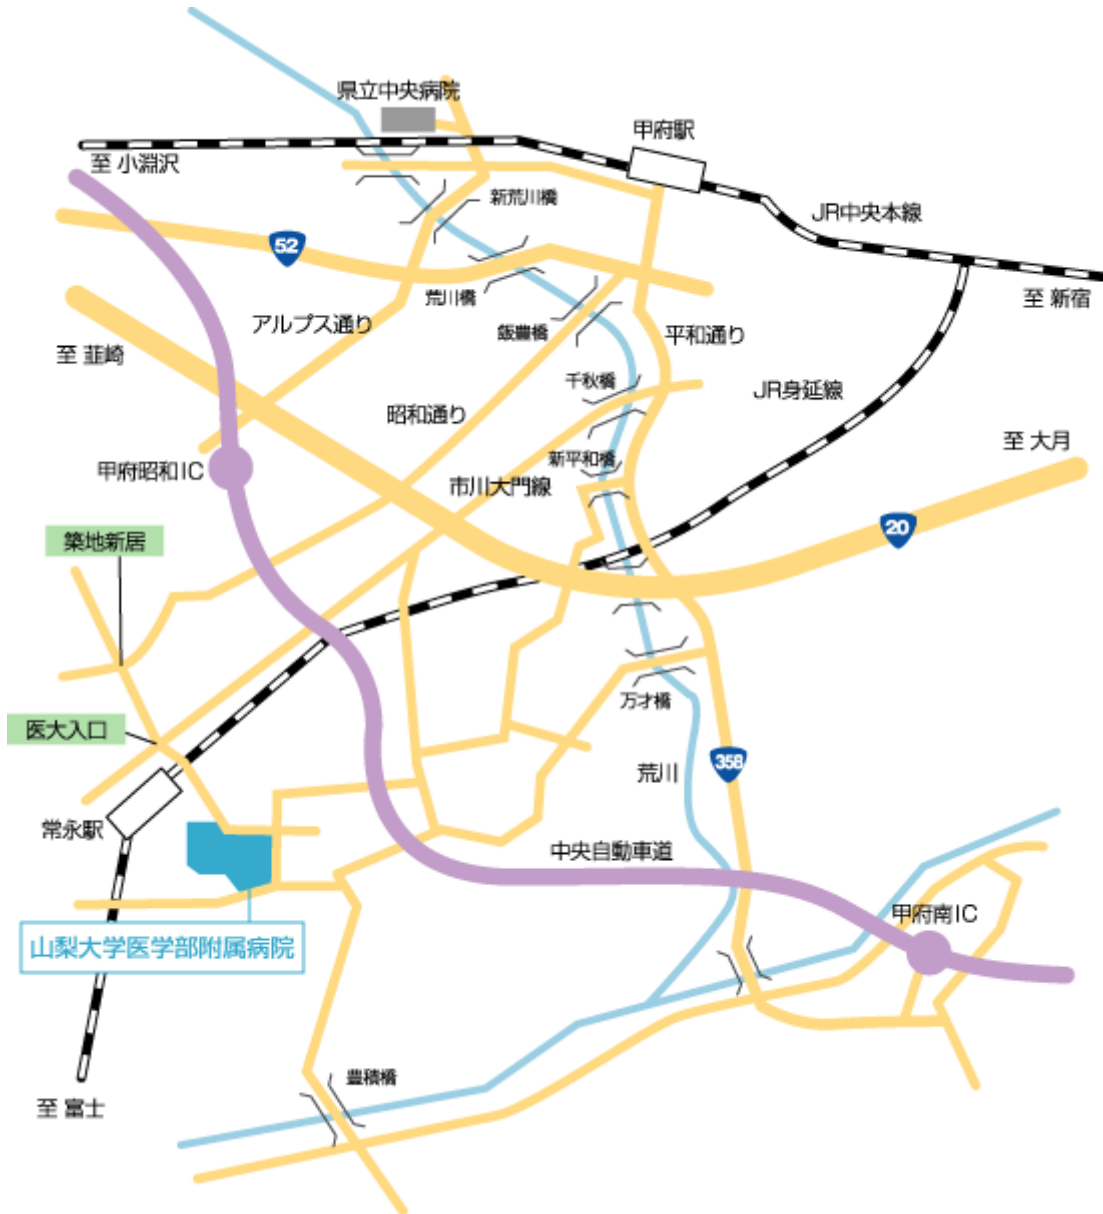 県立中央病院
甲府駅
至 小淵沢
新荒川橋
JR中央本線
52
荒川橋
至 新宿
アルプス通り
飯豊橋
平和通り
至 韮崎
千秋橋
JR身延線
昭和通り
至 大月
新平和橋
甲府昭和IC
市川大門線
20
築地新居
万才橋
医大入口
358
荒川
常永駅
中央自動車道
甲府南IC
山梨大学医学部附属病院
豊積橋
至 富士